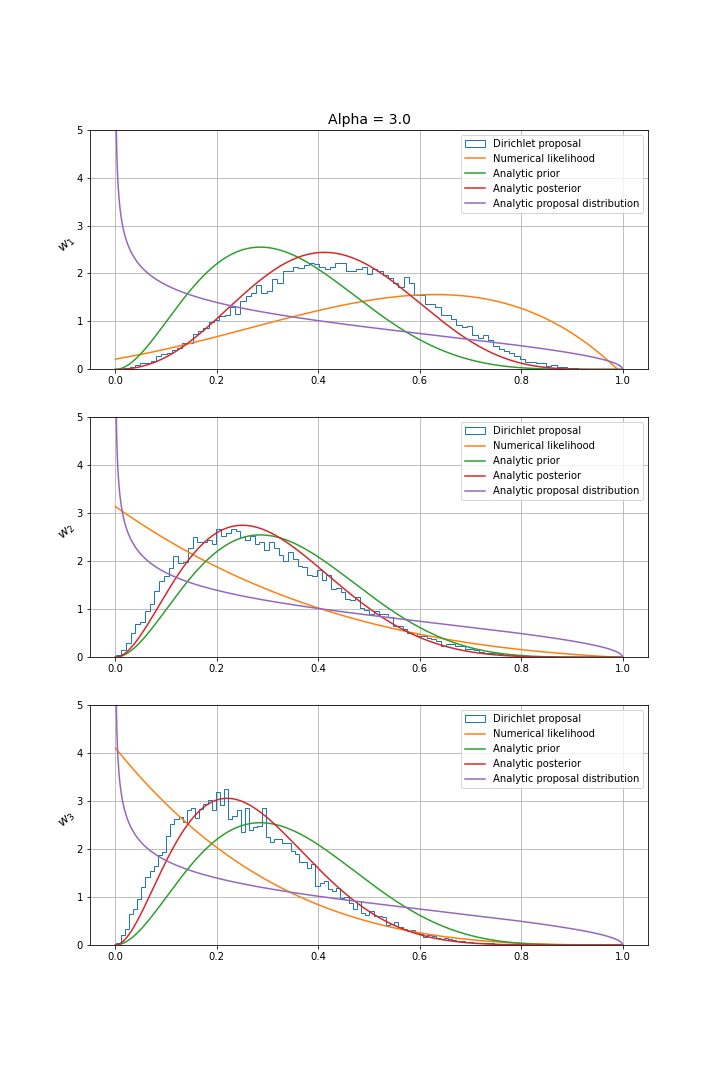 Alpha = 3.0
5
4
3
2
1
0
w1
0.0 0.2 0.4 0.6 0.8 1.0
Dirichlet proposal
Numerical likelihood
Analytic prior
Analytic posterior
Analytic proposal distribution
5
4
3
2
1
0
w2
0.0 0.2 0.4 0.6 0.8 1.0
Dirichlet proposal
Numerical likelihood
Analytic prior
Analytic posterior
Analytic proposal distribution
5
4
3
2
1
0
w3
0.0 0.2 0.4 0.6 0.8 1.0
Dirichlet proposal
Numerical likelihood
Analytic prior
Analytic posterior
Analytic proposal distribution